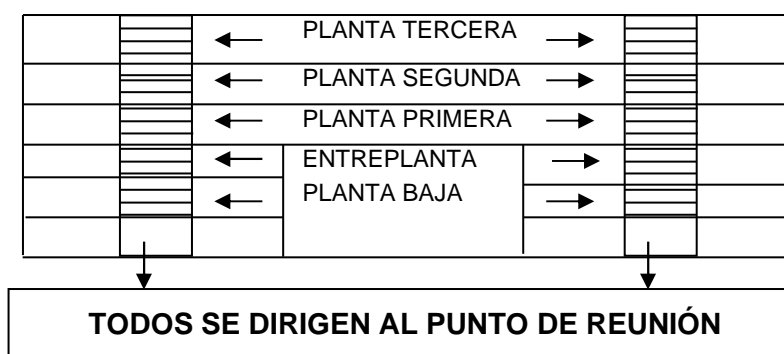 PLANTA TERCERA
PLANTA SEGUNDA
PLANTA PRIMERA
ENTREPLANTA
PLANTA BAJA
TODOS SE DIRIGEN AL PUNTO DE REUNIÓN